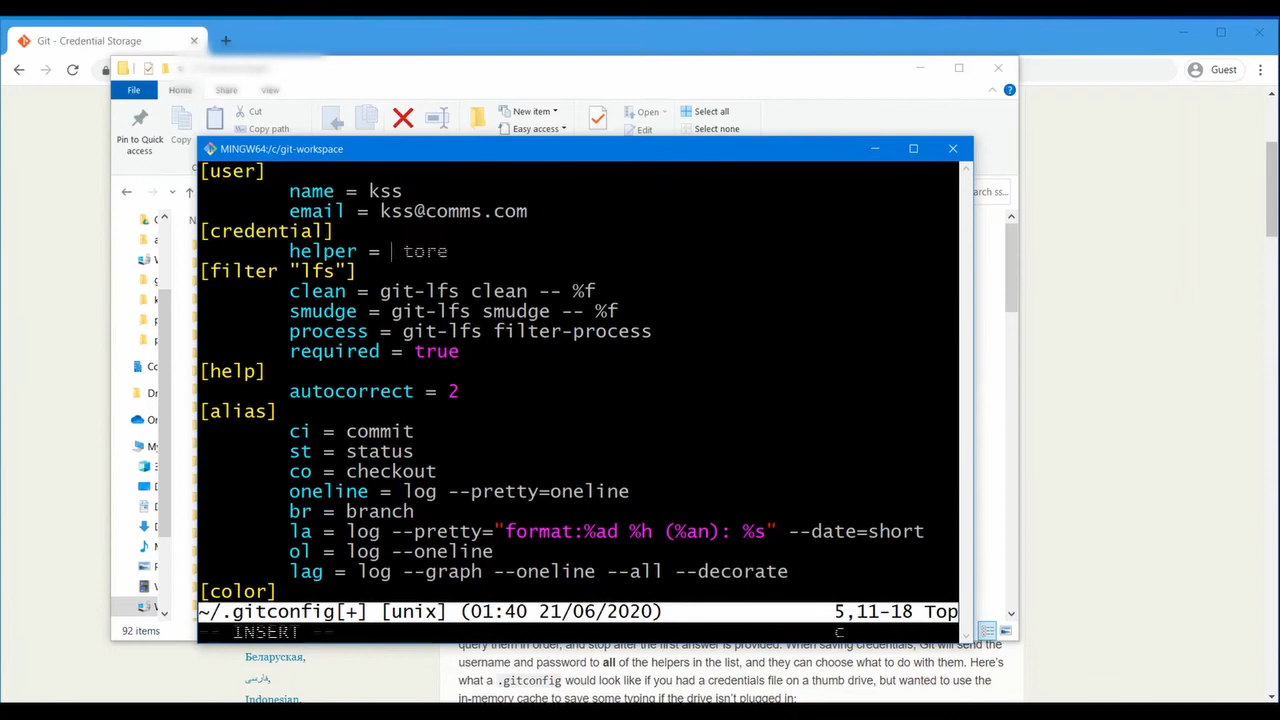 Git - Credential Storage
Guest
File Home Share View
Pin to Quick access
Copy
Cut
Copy path
New item
Easy access
Open
Edit
Select all
Select none
MINGW64:/c/git-workspace
[user]
name = kss
email = kss@comms.com
[credential]
helper = tore
[filter "lfs"]
clean = git-lfs clean -- %f
smudge = git-lfs smudge -- %f
process = git-lfs filter-process
required = true
[help]
autocorrect = 2
[alias]
ci = commit
st = status
co = checkout
oneline = log --pretty=oneline
br = branch
la = log --pretty="format:%ad %h (%an): %s" --date=short
ol = log --oneline
lag = log --graph --oneline --all --decorate
[color]
~/.gitconfig[+] [unix] (01:40 21/06/2020) 5,11-18 Top
-- INSERT -- c
92 items
Беларуская,
فارسی,
Indonesian,
query them in order, and stop after the first answer is provided. When saving credentials, Git will send the
username and password to all of the helpers in the list, and they can choose what to do with them. Here's
what a .gitconfig would look like if you had a credentials file on a thumb drive, but wanted to use the
in-memory cache to save some typing if the drive isn't plugged in: